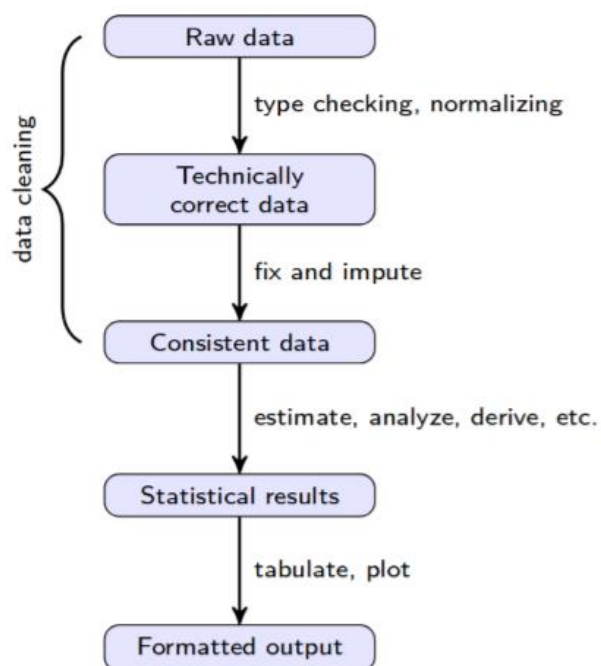 Raw data
type checking, normalizing
data cleaning
Technically
correct data
fix and impute
Consistent data
estimate, analyze, derive, etc.
Statistical results
tabulate, plot
Formatted output